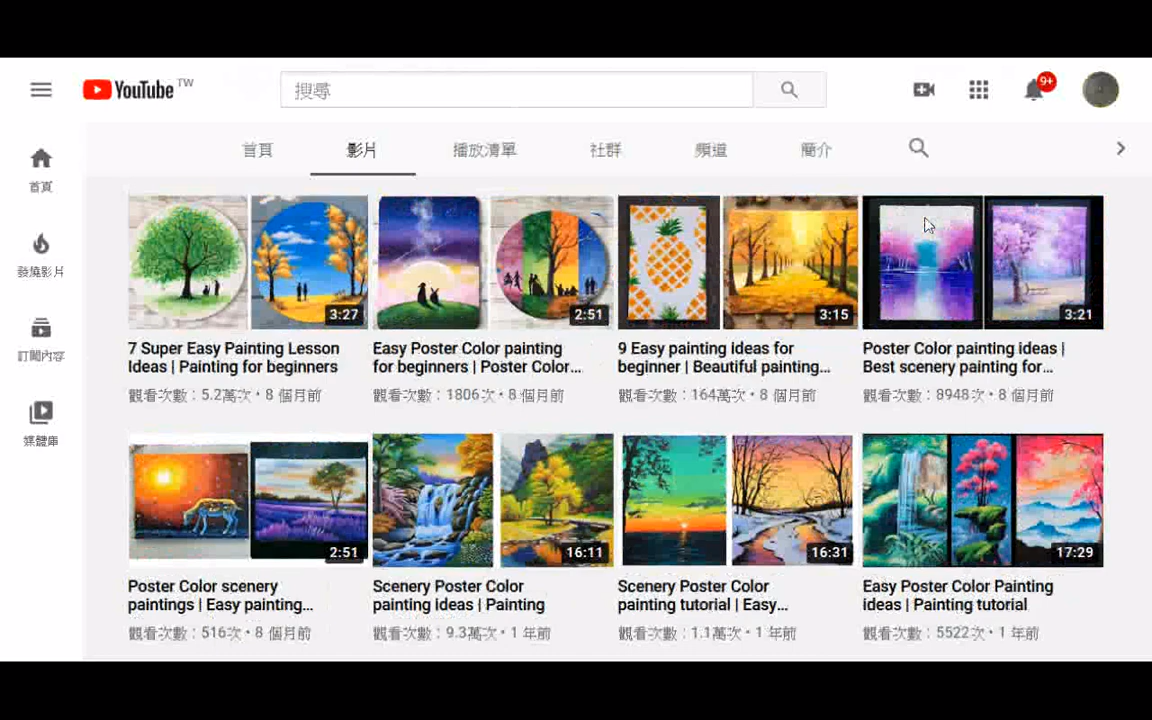 YouTube TW
搜尋
9+
首頁
影片
播放清單
社群
頻道
簡介
首頁
發燒影片
訂閱內容
媒體庫
3:27
2:51
3:15
3:21
7 Super Easy Painting Lesson
Ideas | Painting for beginners
觀看次數：5.2萬次・8 個月前
Easy Poster Color painting
for beginners | Poster Color...
觀看次數：1806次・8 個月前
9 Easy painting ideas for
beginner | Beautiful painting...
觀看次數：164萬次・8 個月前
Poster Color painting ideas |
Best scenery painting for...
觀看次數：8948次・8 個月前
2:51
16:11
16:31
17:29
Poster Color scenery
paintings | Easy painting...
觀看次數：516次・8 個月前
Scenery Poster Color
painting ideas | Painting
觀看次數：9.3萬次・1 年前
Scenery Poster Color
painting tutorial | Easy...
觀看次數：1.1萬次・1 年前
Easy Poster Color Painting
ideas | Painting tutorial
觀看次數：5522次・1 年前